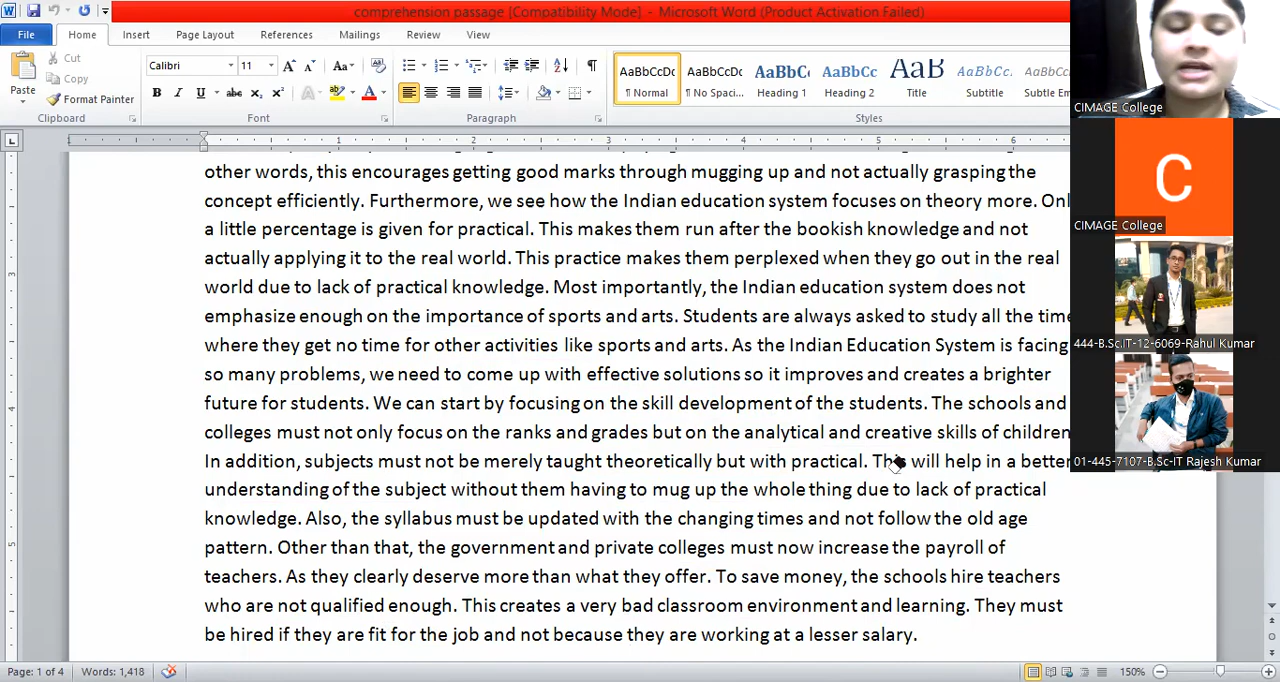 comprehension passage [Compatibility Mode] - Microsoft Word (Product Activation Failed)
File Home Insert Page Layout References Mailings Review View
Cut
Copy
Paste
Format Painter
Clipboard
Calibri 11
Aa
B I U abc X₂ X²
Font
Paragraph
AaBbCcDc AaBbCcDc AaBbC AaBbCc AaB AaBbCc. AaBbCc
¶ Normal ¶ No Spaci... Heading 1 Heading 2 Title Subtitle Subtle Em
Styles
1 1 2 3 4 5 6
other words, this encourages getting good marks through mugging up and not actually grasping the
concept efficiently. Furthermore, we see how the Indian education system focuses on theory more. Onl
a little percentage is given for practical. This makes them run after the bookish knowledge and not
actually applying it to the real world. This practice makes them perplexed when they go out in the real
world due to lack of practical knowledge. Most importantly, the Indian education system does not
emphasize enough on the importance of sports and arts. Students are always asked to study all the time
where they get no time for other activities like sports and arts. As the Indian Education System is facing
so many problems, we need to come up with effective solutions so it improves and creates a brighter
future for students. We can start by focusing on the skill development of the students. The schools and
colleges must not only focus on the ranks and grades but on the analytical and creative skills of children
In addition, subjects must not be merely taught theoretically but with practical. This will help in a better
understanding of the subject without them having to mug up the whole thing due to lack of practical
knowledge. Also, the syllabus must be updated with the changing times and not follow the old age
pattern. Other than that, the government and private colleges must now increase the payroll of
teachers. As they clearly deserve more than what they offer. To save money, the schools hire teachers
who are not qualified enough. This creates a very bad classroom environment and learning. They must
be hired if they are fit for the job and not because they are working at a lesser salary.
3
4
5
Page: 1 of 4 Words: 1,418 150%
CIMAGE College
C
CIMAGE College
444-B.Sc.IT-12-6069-Rahul Kumar
01-445-7107-B.Sc-IT Rajesh Kumar